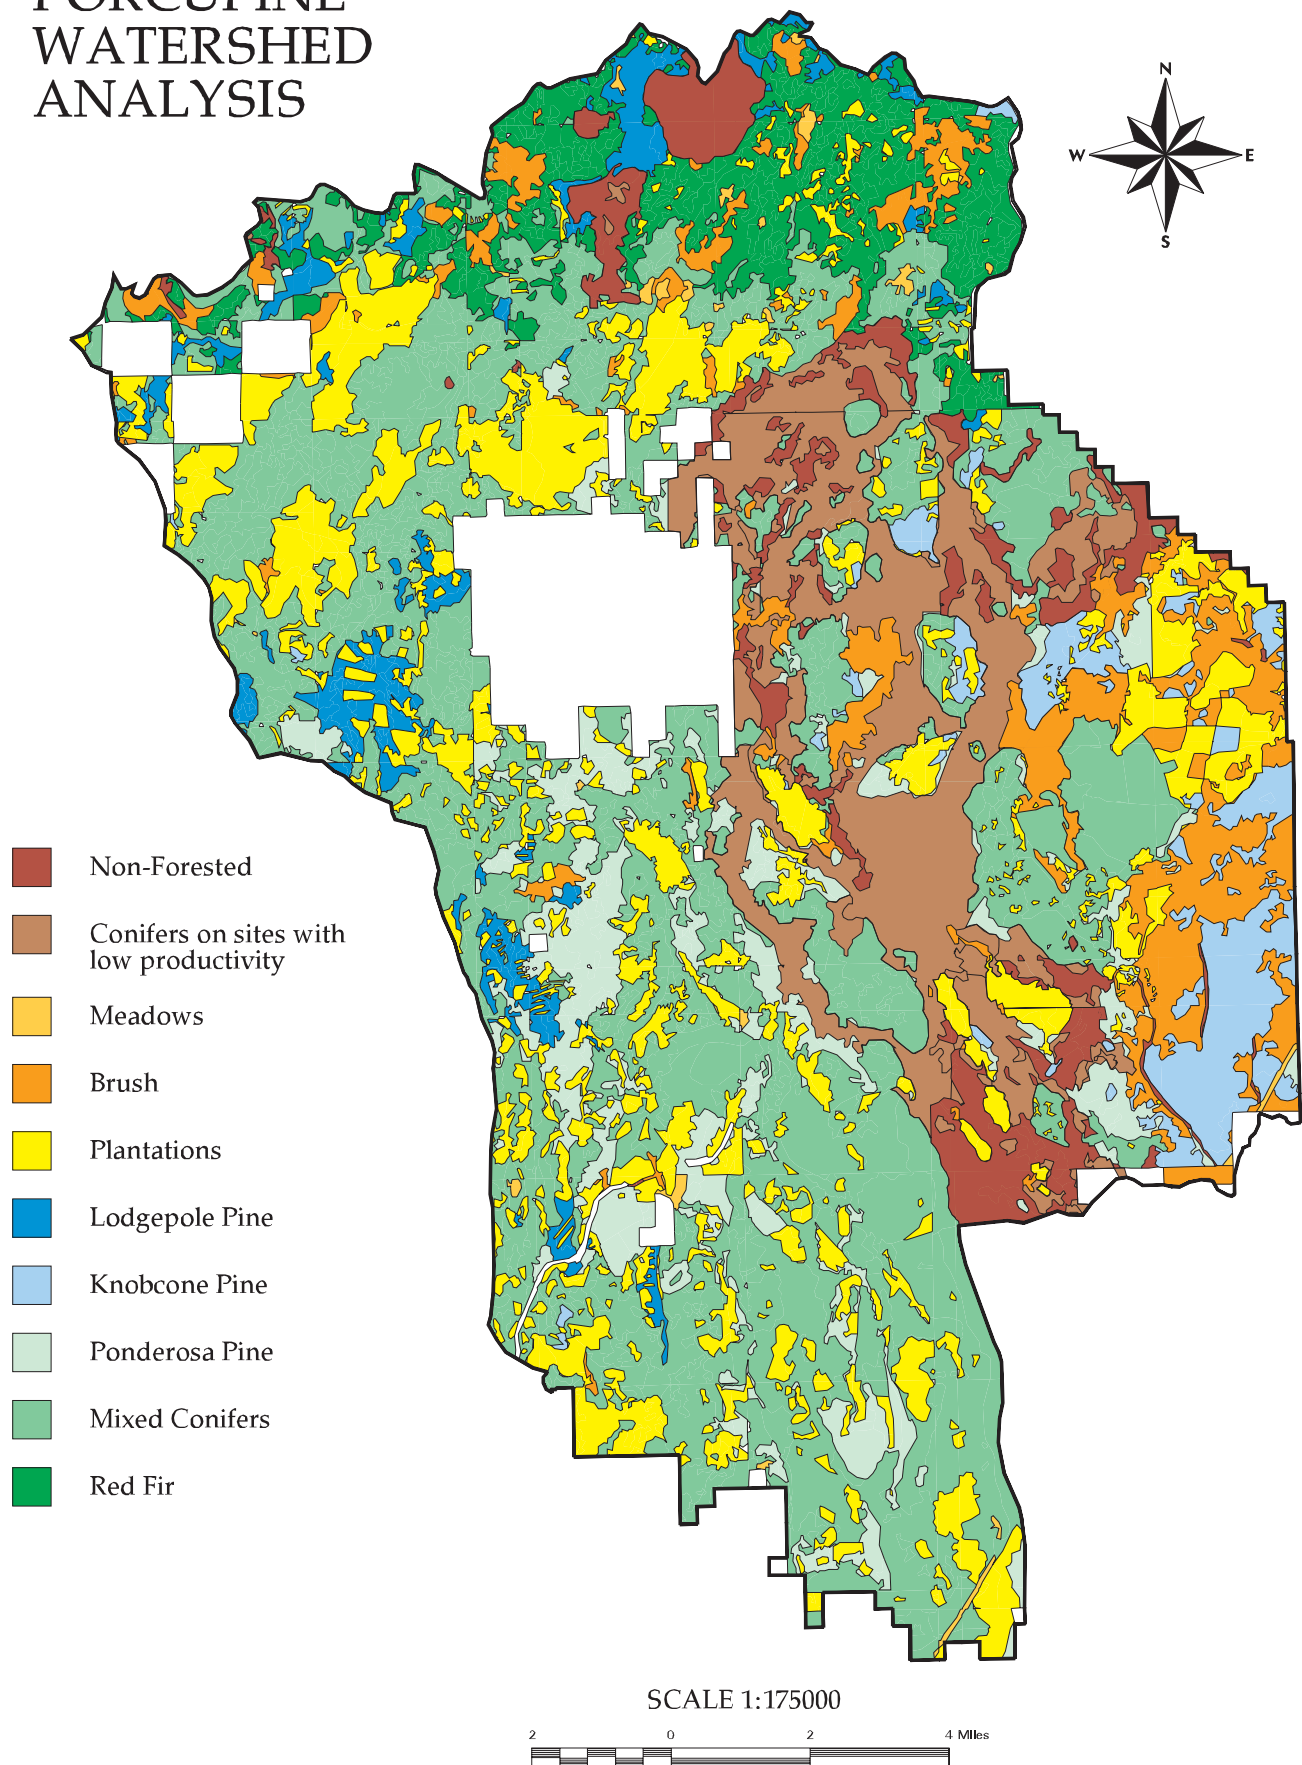 PORCUPINE
WATERSHED
ANALYSIS
N
W E
S
Non-Forested
Conifers on sites with
low productivity
Meadows
Brush
Plantations
Lodgepole Pine
Knobcone Pine
Ponderosa Pine
Mixed Conifers
Red Fir
SCALE 1:175000
2 0 2 4 Miles